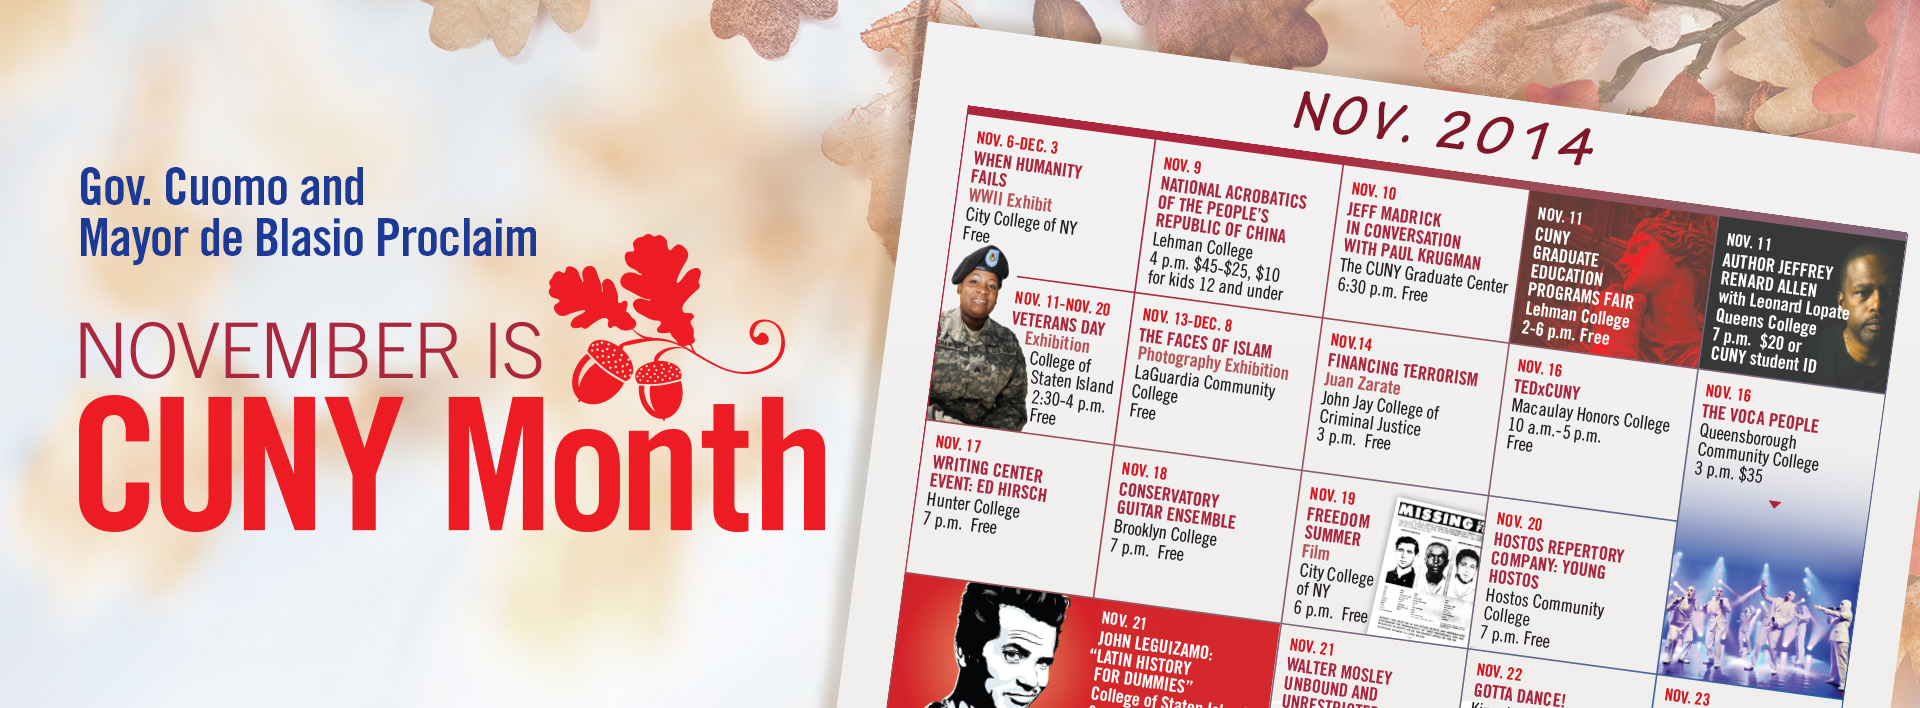 Gov. Cuomo and
Mayor de Blasio Proclaim
NOVEMBER IS
CUNY Month
NOV. 2014
NOV. 6-DEC. 3
WHEN HUMANITY
FAILS
WWII Exhibit
City College of NY
Free
NOV. 9
NATIONAL ACROBATICS
OF THE PEOPLE'S
REPUBLIC OF CHINA
Lehman College
4 p.m. $45-$25, $10
for kids 12 and under
NOV. 10
JEFF MADRICK
IN CONVERSATION
WITH PAUL KRUGMAN
The CUNY Graduate Center
6:30 p.m. Free
NOV. 11
CUNY
GRADUATE
EDUCATION
PROGRAMS FAIR
Lehman College
2-6 p.m. Free
NOV. 11
AUTHOR JEFFREY
RENARD ALLEN
with Leonard Lopate
Queens College
7 p.m. $20 or
CUNY student ID
NOV. 11-NOV. 20
VETERANS DAY
Exhibition
College of
Staten Island
2:30-4 p.m.
Free
NOV. 13-DEC. 8
THE FACES OF ISLAM
Photography Exhibition
LaGuardia Community
College
Free
NOV.14
FINANCING TERRORISM
Juan Zarate
John Jay College of
Criminal Justice
3 p.m. Free
NOV. 16
TEDxCUNY
Macaulay Honors College
10 a.m.-5 p.m.
Free
NOV. 16
THE VOCA PEOPLE
Queensborough
Community College
3 p.m. $35
NOV. 17
WRITING CENTER
EVENT: ED HIRSCH
Hunter College
7 p.m. Free
NOV. 18
CONSERVATORY
GUITAR ENSEMBLE
Brooklyn College
7 p.m. Free
NOV. 19
FREEDOM
SUMMER
Film
City College
of NY
6 p.m. Free
MISSING
NOV. 20
HOSTOS REPERTORY
COMPANY: YOUNG
HOSTOS
Hostos Community
College
7 p.m. Free
NOV. 21
JOHN LEGUIZAMO:
"LATIN HISTORY
FOR DUMMIES"
College of Staten
NOV. 21
WALTER MOSLEY
UNBOUND AND
NOV. 22
GOTTA DANCE!
NOV. 23